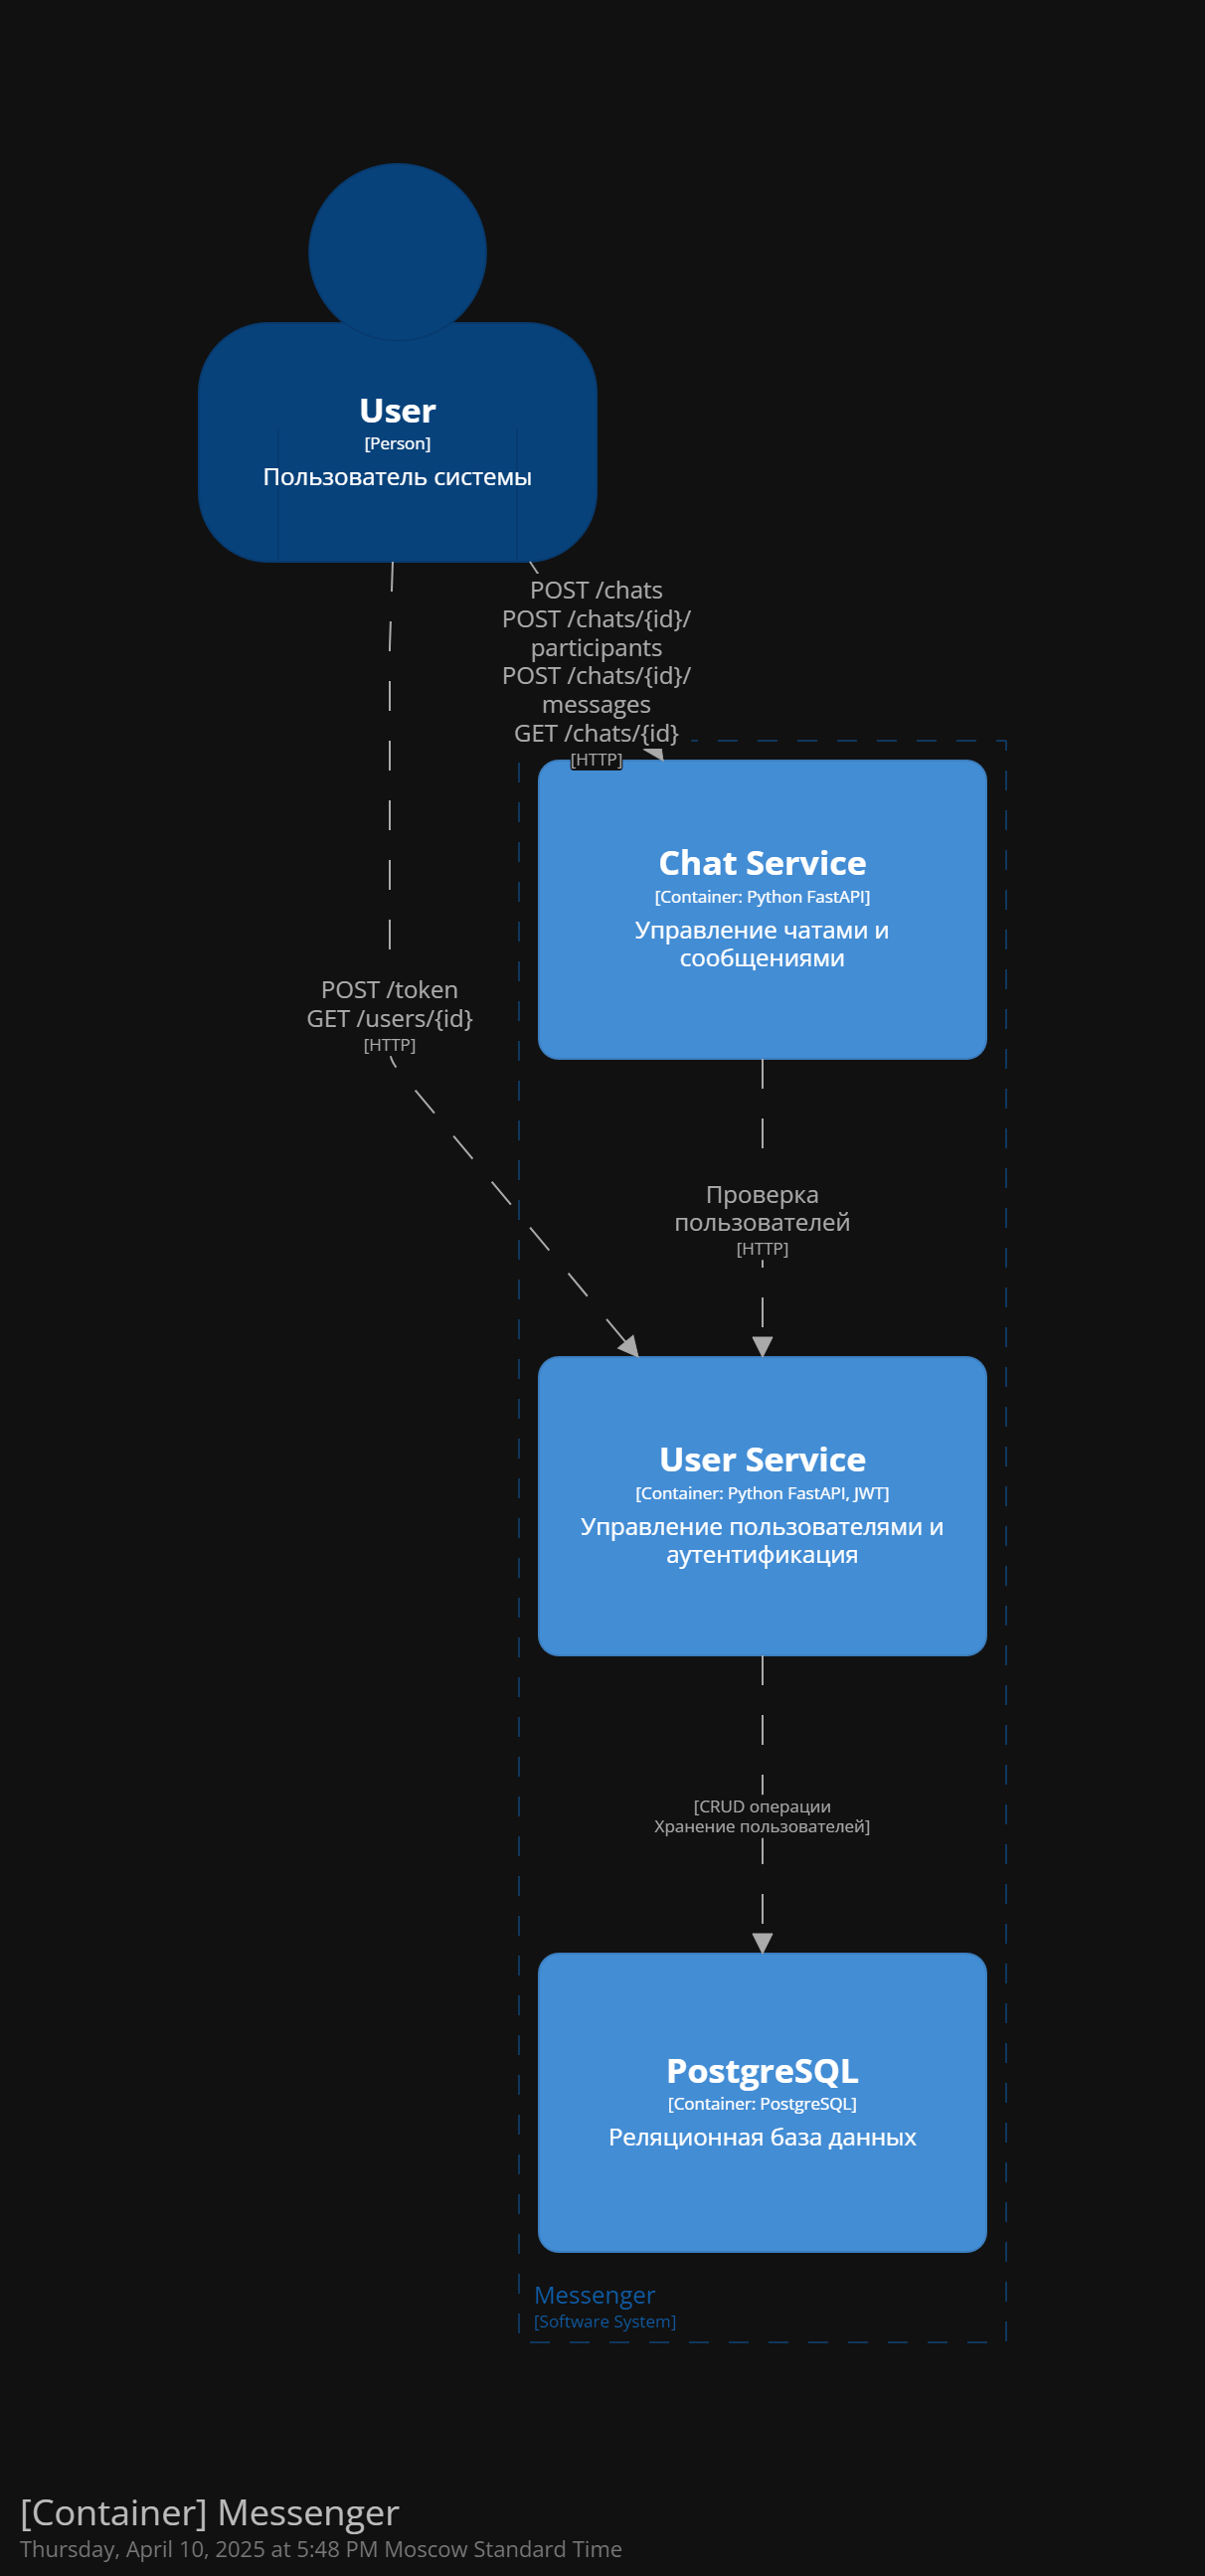 User
[Person]
Пользователь системы
POST /chats
POST /chats/{id}/
participants
POST /chats/{id}/
messages
GET /chats/{id}
[HTTP]
Chat Service
[Container: Python FastAPI]
Управление чатами и
сообщениями
POST /token
GET /users/{id}
[HTTP]
Проверка
пользователей
[HTTP]
User Service
[Container: Python FastAPI, JWT]
Управление пользователями и
аутентификация
[CRUD операции
Хранение пользователей]
PostgreSQL
[Container: PostgreSQL]
Реляционная база данных
Messenger
[Software System]
[Container] Messenger
Thursday, April 10, 2025 at 5:48 PM Moscow Standard Time